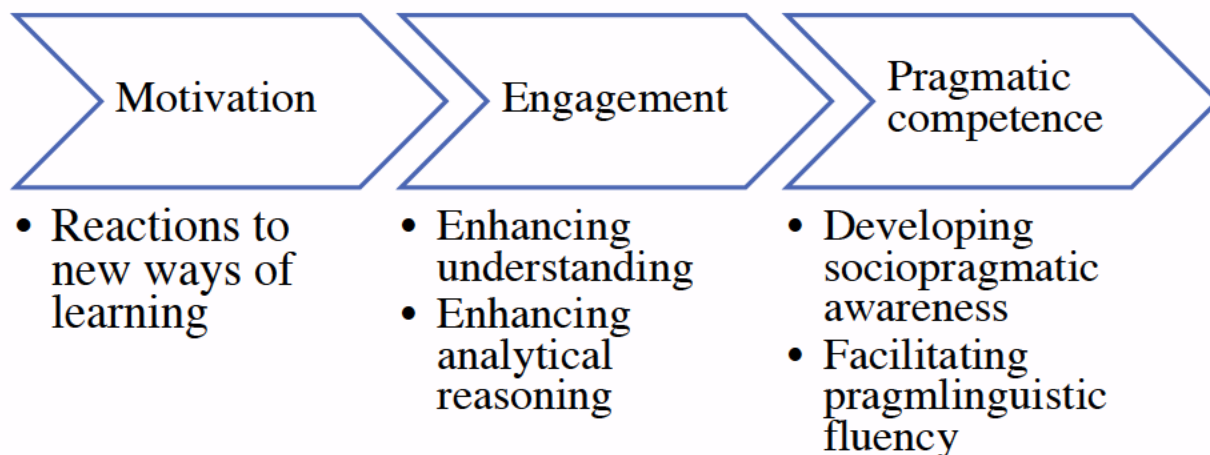 Motivation
• Reactions to
new ways of
learning
Engagement
• Enhancing
understanding
• Enhancing
analytical
reasoning
Pragmatic
competence
• Developing
sociopragmatic
awareness
• Facilitating
pragmlinguistic
fluency